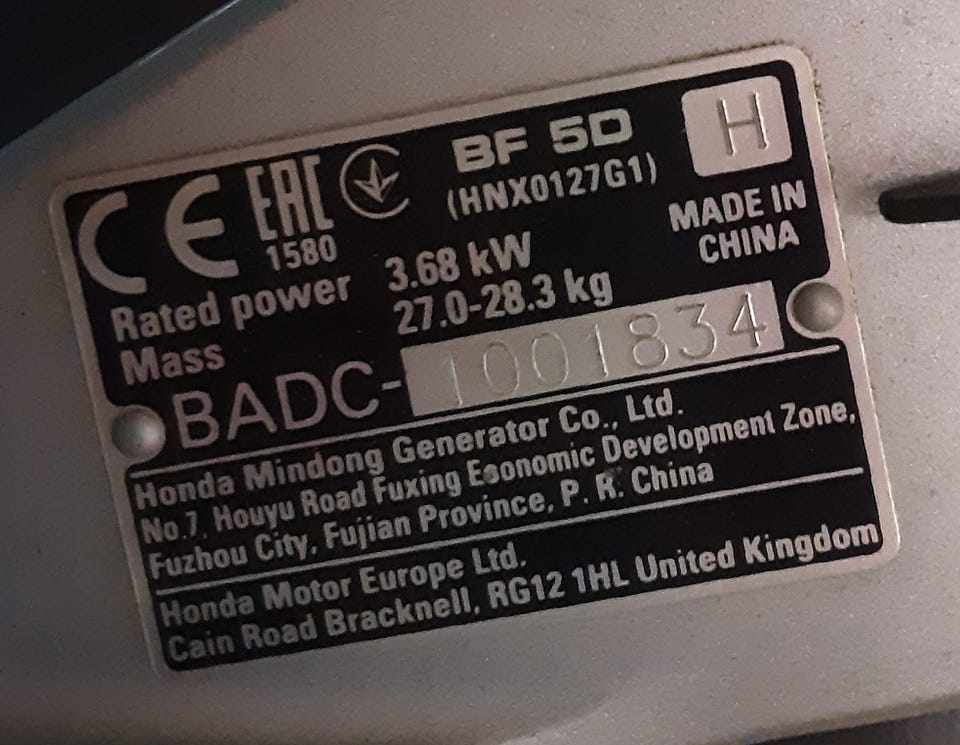 CE EAC BF 5D H
1580 (HNX0127G1) MADE IN
CHINA
Rated power 3.68 kW
Mass 27.0-28.3 kg
BADC-1001834
Honda Mindong Generator Co., Ltd.
No.7, Houyu Road Fuxing Economic Development Zone,
Fuzhou City, Fujian Province, P. R. China
Honda Motor Europe Ltd.
Cain Road Bracknell, RG12 1HL United Kingdom